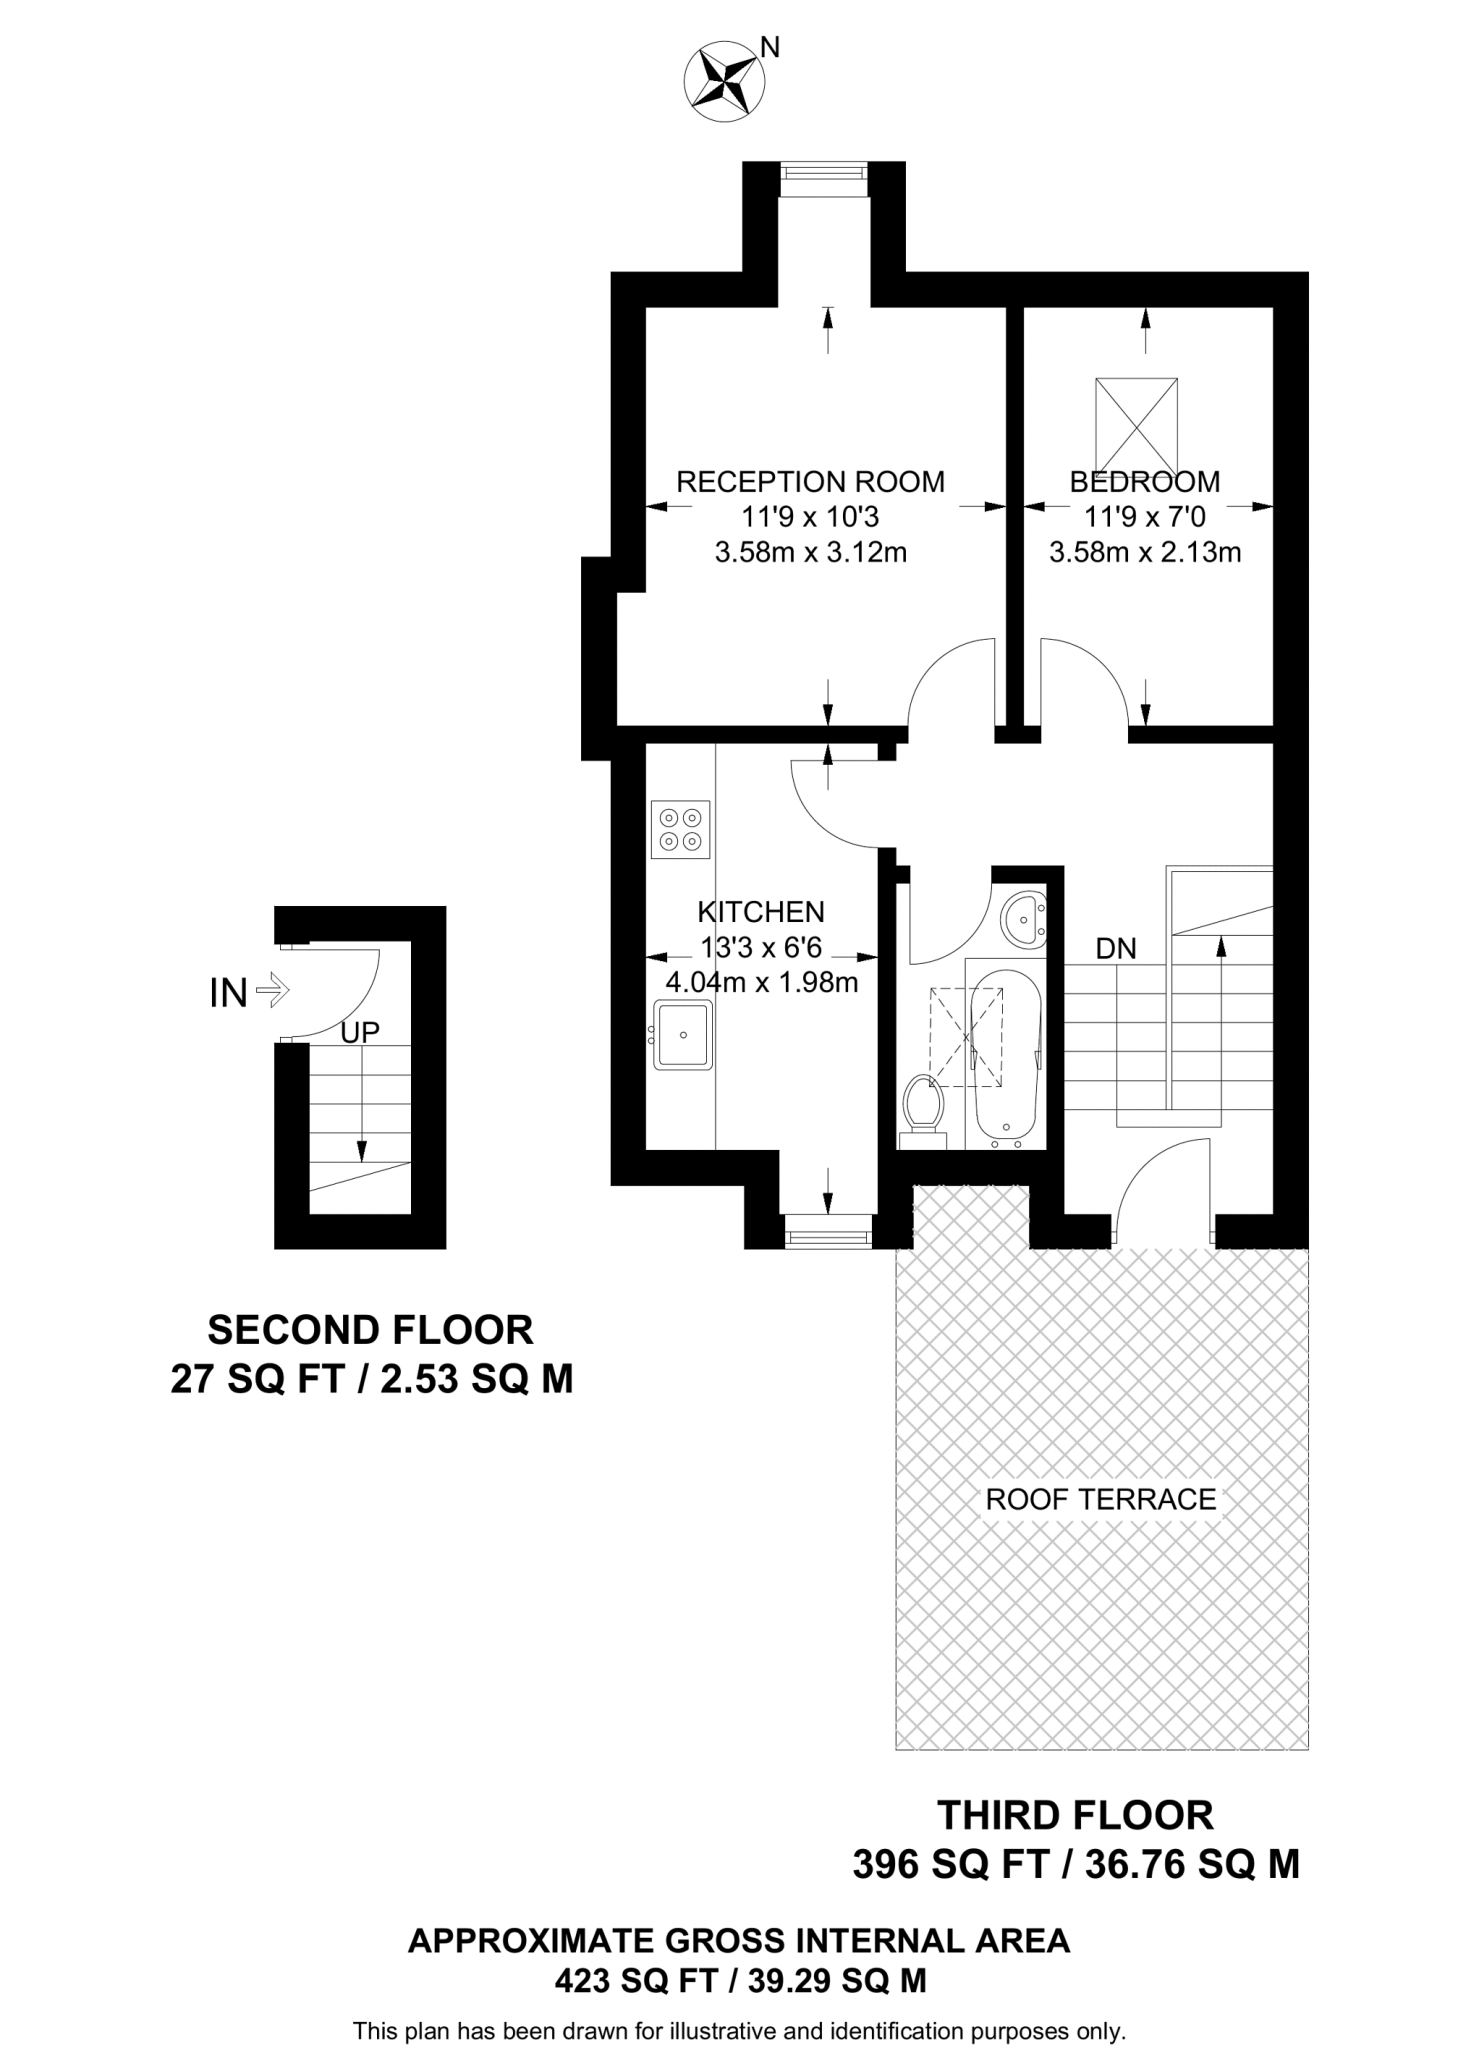 N
RECEPTION ROOM
11'9 x 10'3
3.58m x 3.12m
BEDROOM
11'9 x 7'0
3.58m x 2.13m
KITCHEN
13'3 x 6'6
4.04m x 1.98m
DN
IN
UP
SECOND FLOOR
27 SQ FT / 2.53 SQ M
ROOF TERRACE
THIRD FLOOR
396 SQ FT / 36.76 SQ M
APPROXIMATE GROSS INTERNAL AREA
423 SQ FT / 39.29 SQ M
This plan has been drawn for illustrative and identification purposes only.